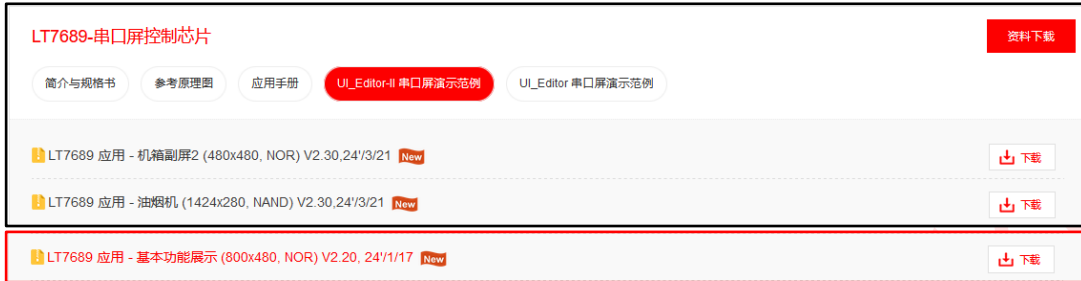 LT7689-串口屏控制芯片
资料下载
简介与规格书
参考原理图
应用手册
UI_Editor-II 串口屏演示范例
UI_Editor 串口屏演示范例
LT7689 应用 - 机箱副屏2 (480x480, NOR) V2.30,24'/3/21 New
下载
LT7689 应用 - 油烟机 (1424x280, NAND) V2.30,24'/3/21 New
下载
LT7689 应用 - 基本功能展示 (800x480, NOR) V2.20, 24'/1/17 New
下载